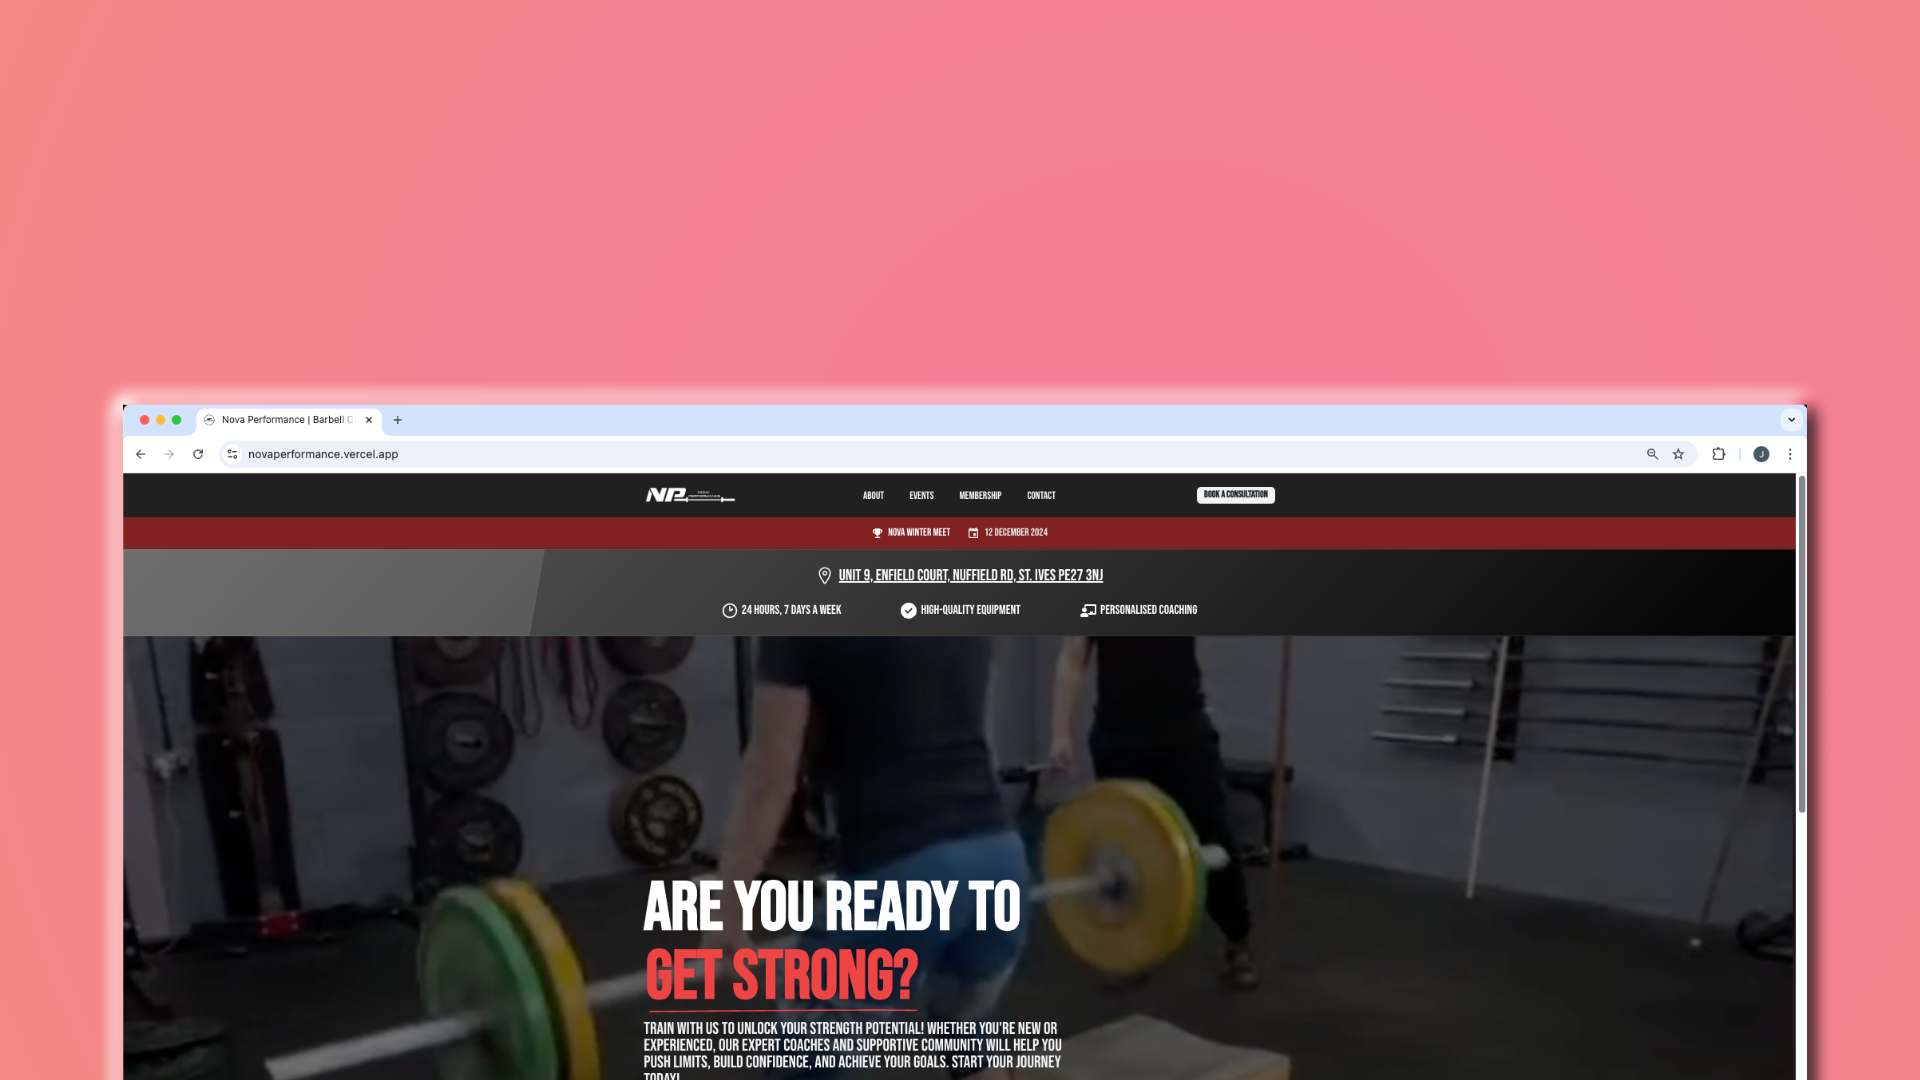 Nova Performance | Barbell C
novaperformance.vercel.app
J
NP
ABOUT EVENTS MEMBERSHIP CONTACT
BOOK A CONSULTATION
NOVA WINTER MEET 12 DECEMBER 2024
UNIT 9, ENFIELD COURT, NUFFIELD RD, ST. IVES PE27 3NJ
24 HOURS, 7 DAYS A WEEK HIGH-QUALITY EQUIPMENT PERSONALISED COACHING
ARE YOU READY TO
GET STRONG?
TRAIN WITH US TO UNLOCK YOUR STRENGTH POTENTIAL! WHETHER YOU'RE NEW OR
EXPERIENCED, OUR EXPERT COACHES AND SUPPORTIVE COMMUNITY WILL HELP YOU
PUSH LIMITS, BUILD CONFIDENCE, AND ACHIEVE YOUR GOALS. START YOUR JOURNEY
TODAY!